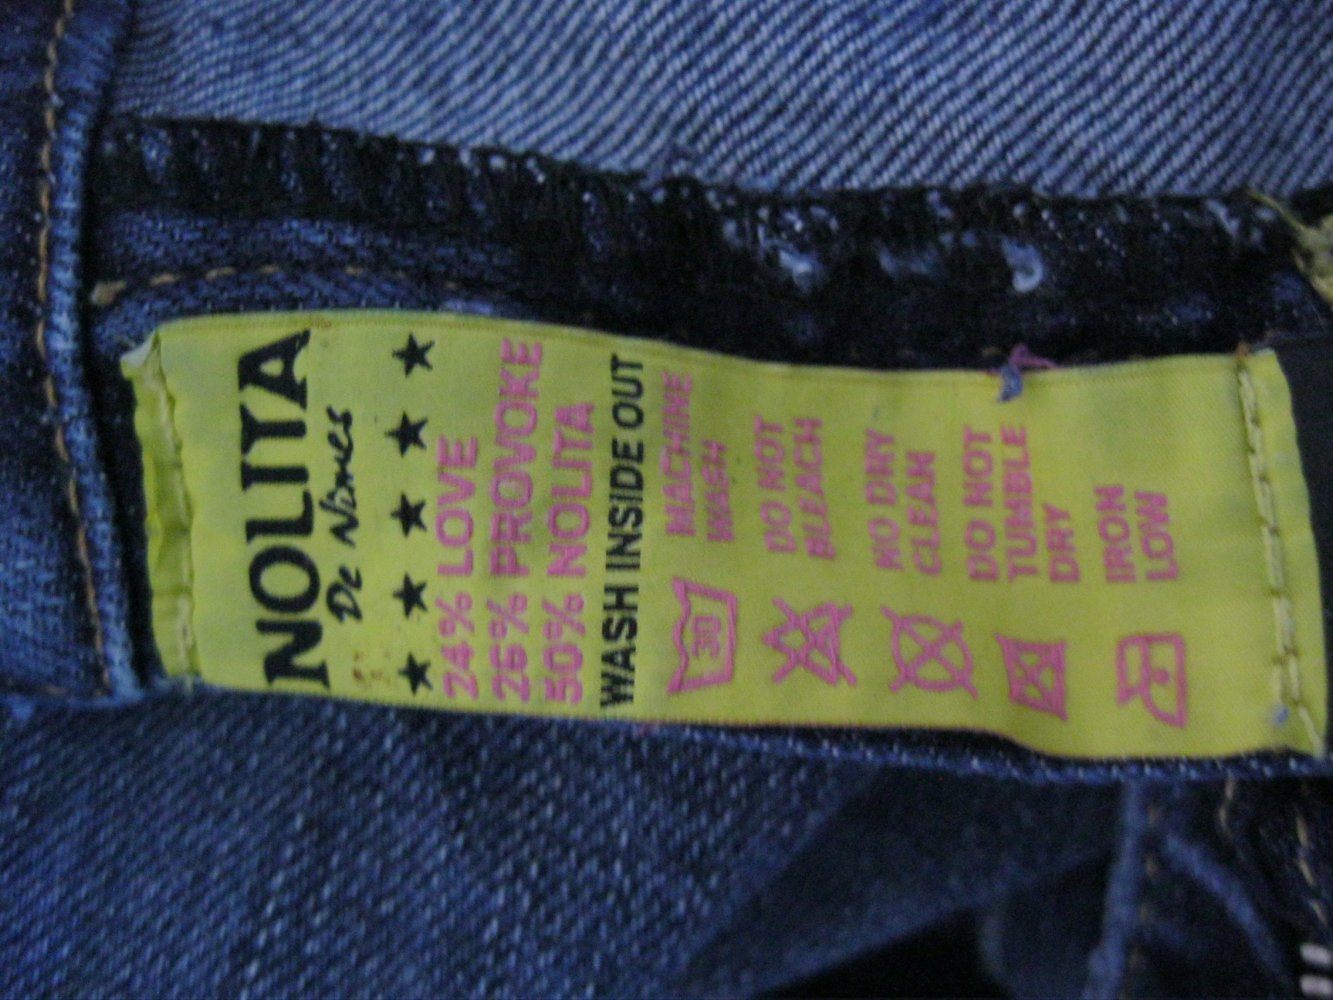 NOLITA
De Nimes
24% LOVE
26% PROVOKE
50% NOLITA
WASH INSIDE OUT
MACHINE
WASH
30
DO NOT
BLEACH
NO DRY
CLEAN
DO NOT
TUMBLE
DRY
IRON
LOW